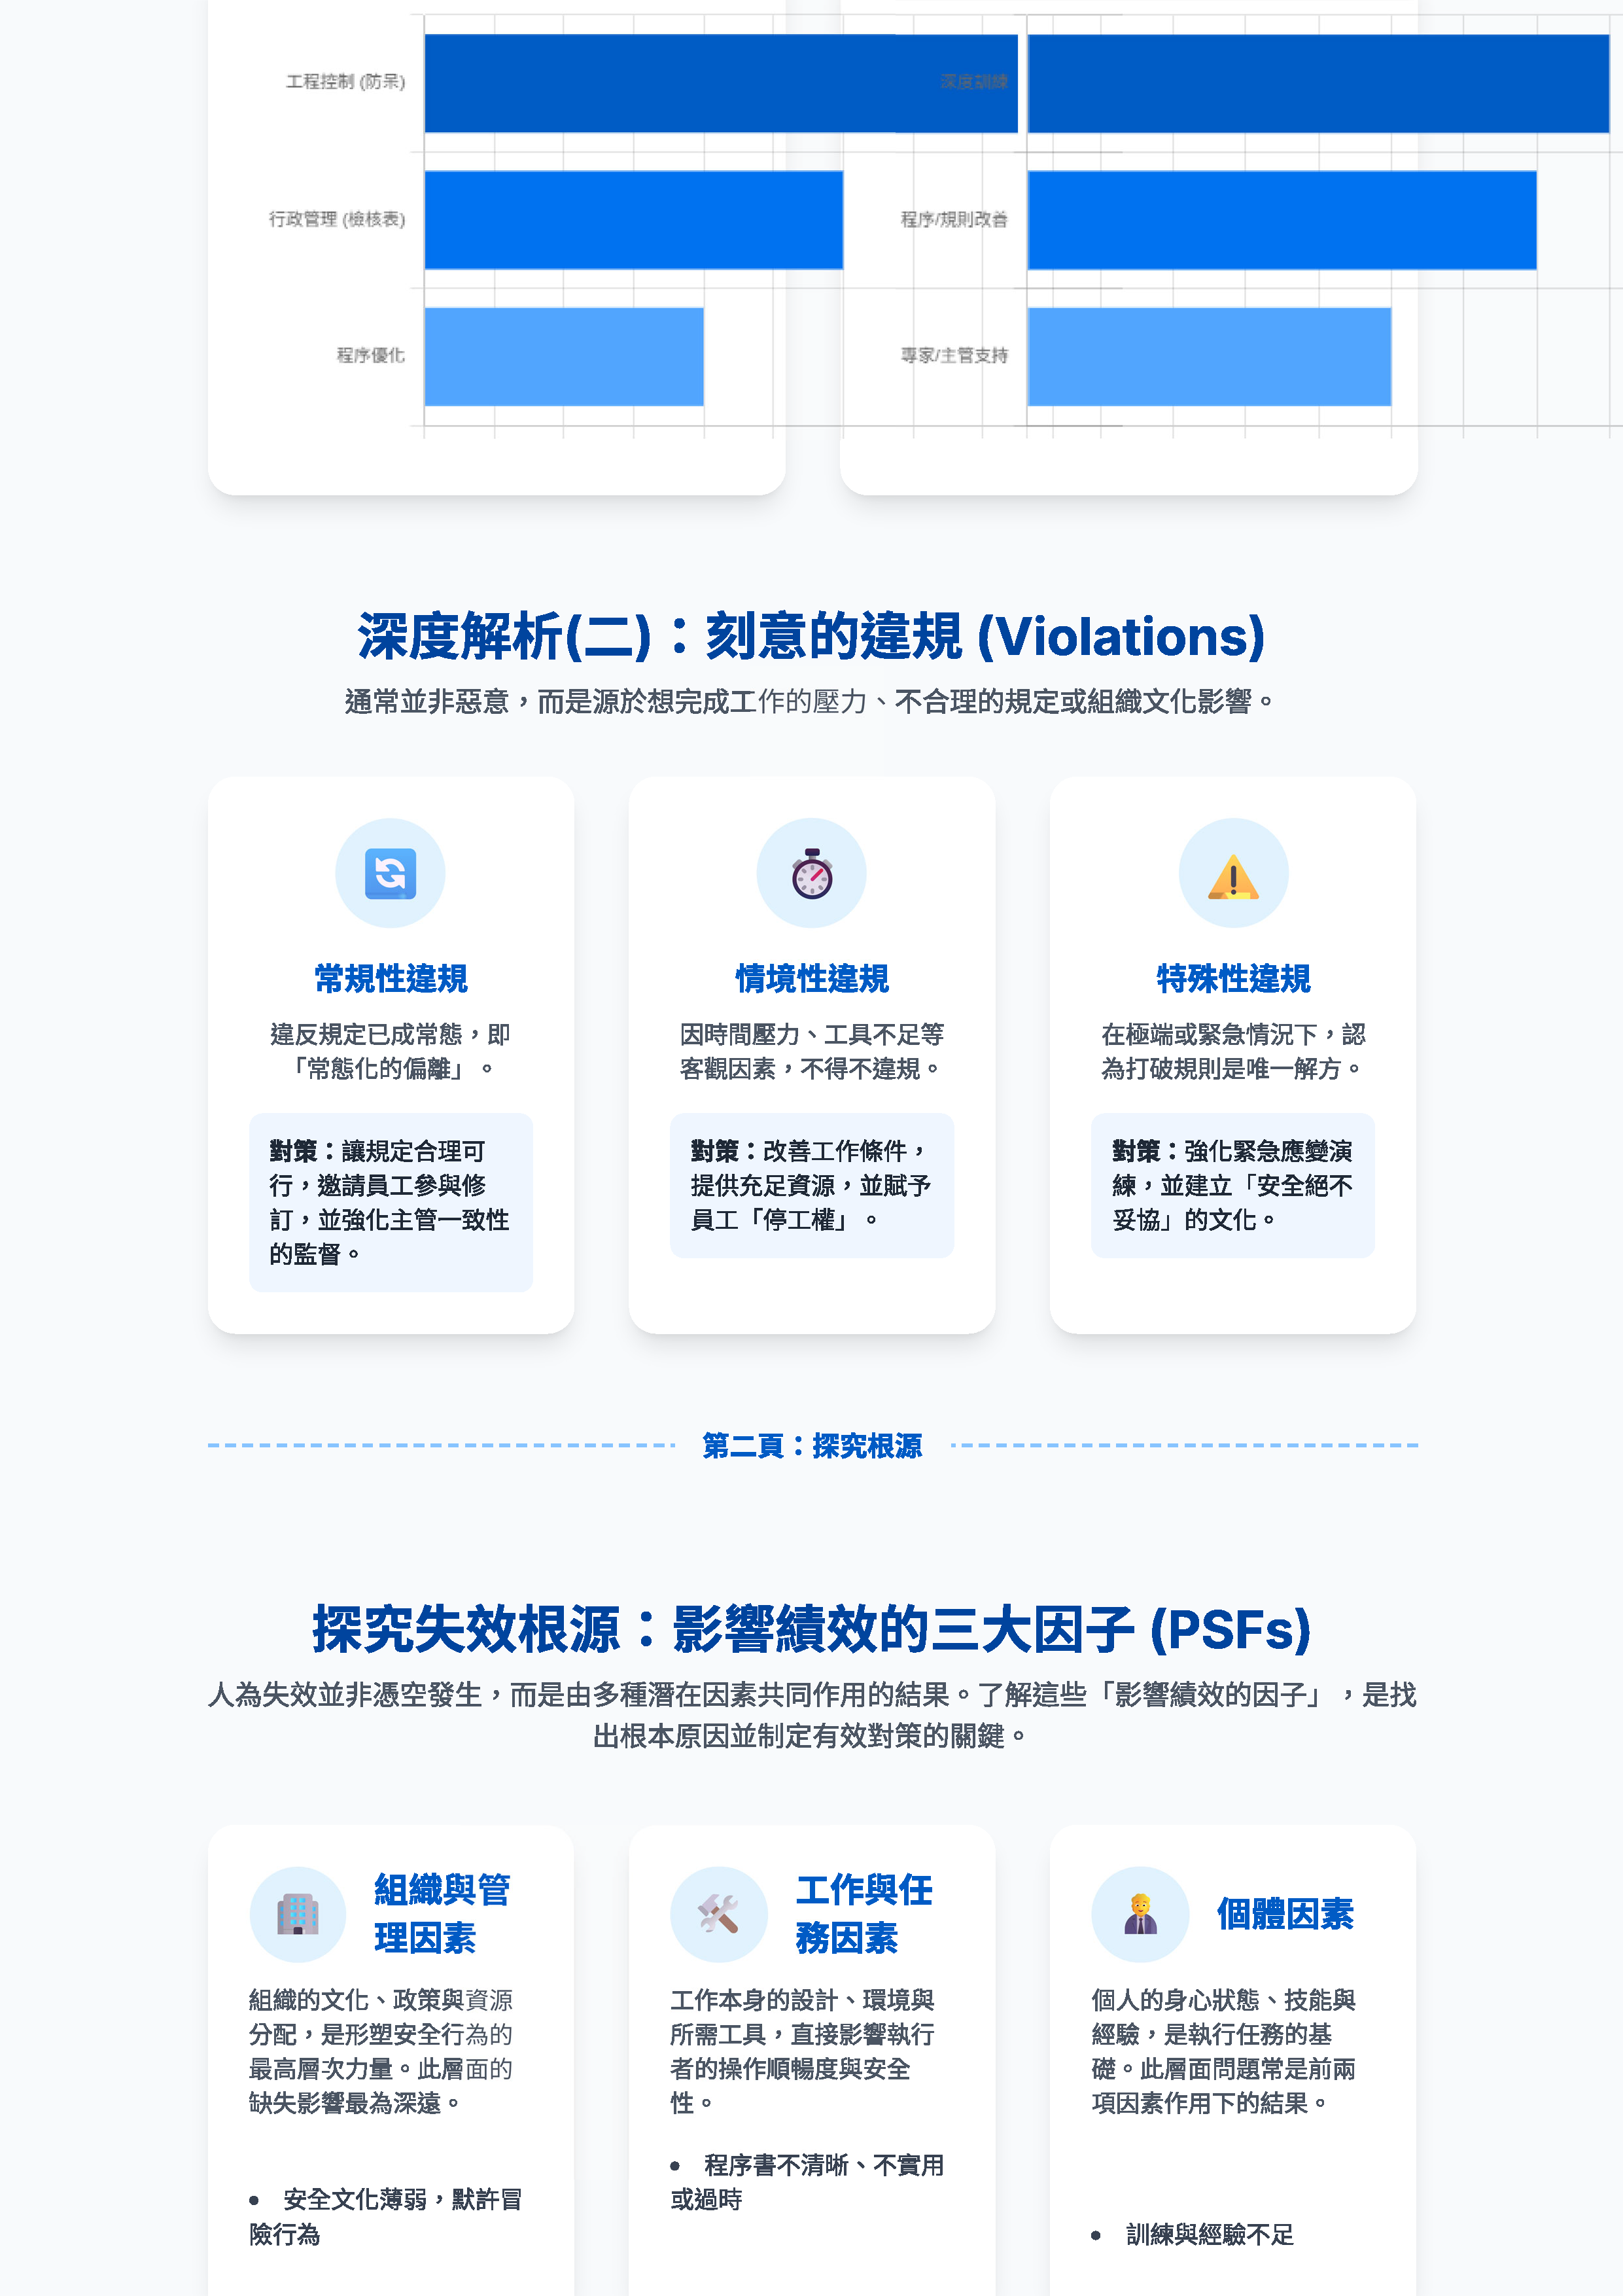 工程控制 (防呆)
行政管理 (檢核表)
程序優化
深度訓練
程序/規則改善
專家/主管支持
深度解析(二)：刻意的違規 (Violations)
通常並非惡意，而是源於想完成工作的壓力、不合理的規定或組織文化影響。
常規性違規
違反規定已成常態，即
「常態化的偏離」。
對策：讓規定合理可
行，邀請員工參與修
訂，並強化主管一致性
的監督。
情境性違規
因時間壓力、工具不足等
客觀因素，不得不違規。
對策：改善工作條件，
提供充足資源，並賦予
員工「停工權」。
特殊性違規
在極端或緊急情況下，認
為打破規則是唯一解方。
對策：強化緊急應變演
練，並建立「安全絕不
妥協」的文化。
第二頁：探究根源
探究失效根源：影響績效的三大因子 (PSFs)
人為失效並非憑空發生，而是由多種潛在因素共同作用的結果。了解這些「影響績效的因子」，是找
出根本原因並制定有效對策的關鍵。
組織與管
理因素
組織的文化、政策與資源
分配，是形塑安全行為的
最高層次力量。此層面的
缺失影響最為深遠。
• 安全文化薄弱，默許冒
險行為
工作與任
務因素
工作本身的設計、環境與
所需工具，直接影響執行
者的操作順暢度與安全
性。
• 程序書不清晰、不實用
或過時
個體因素
個人的身心狀態、技能與
經驗，是執行任務的基
礎。此層面問題常是前兩
項因素作用下的結果。
• 訓練與經驗不足